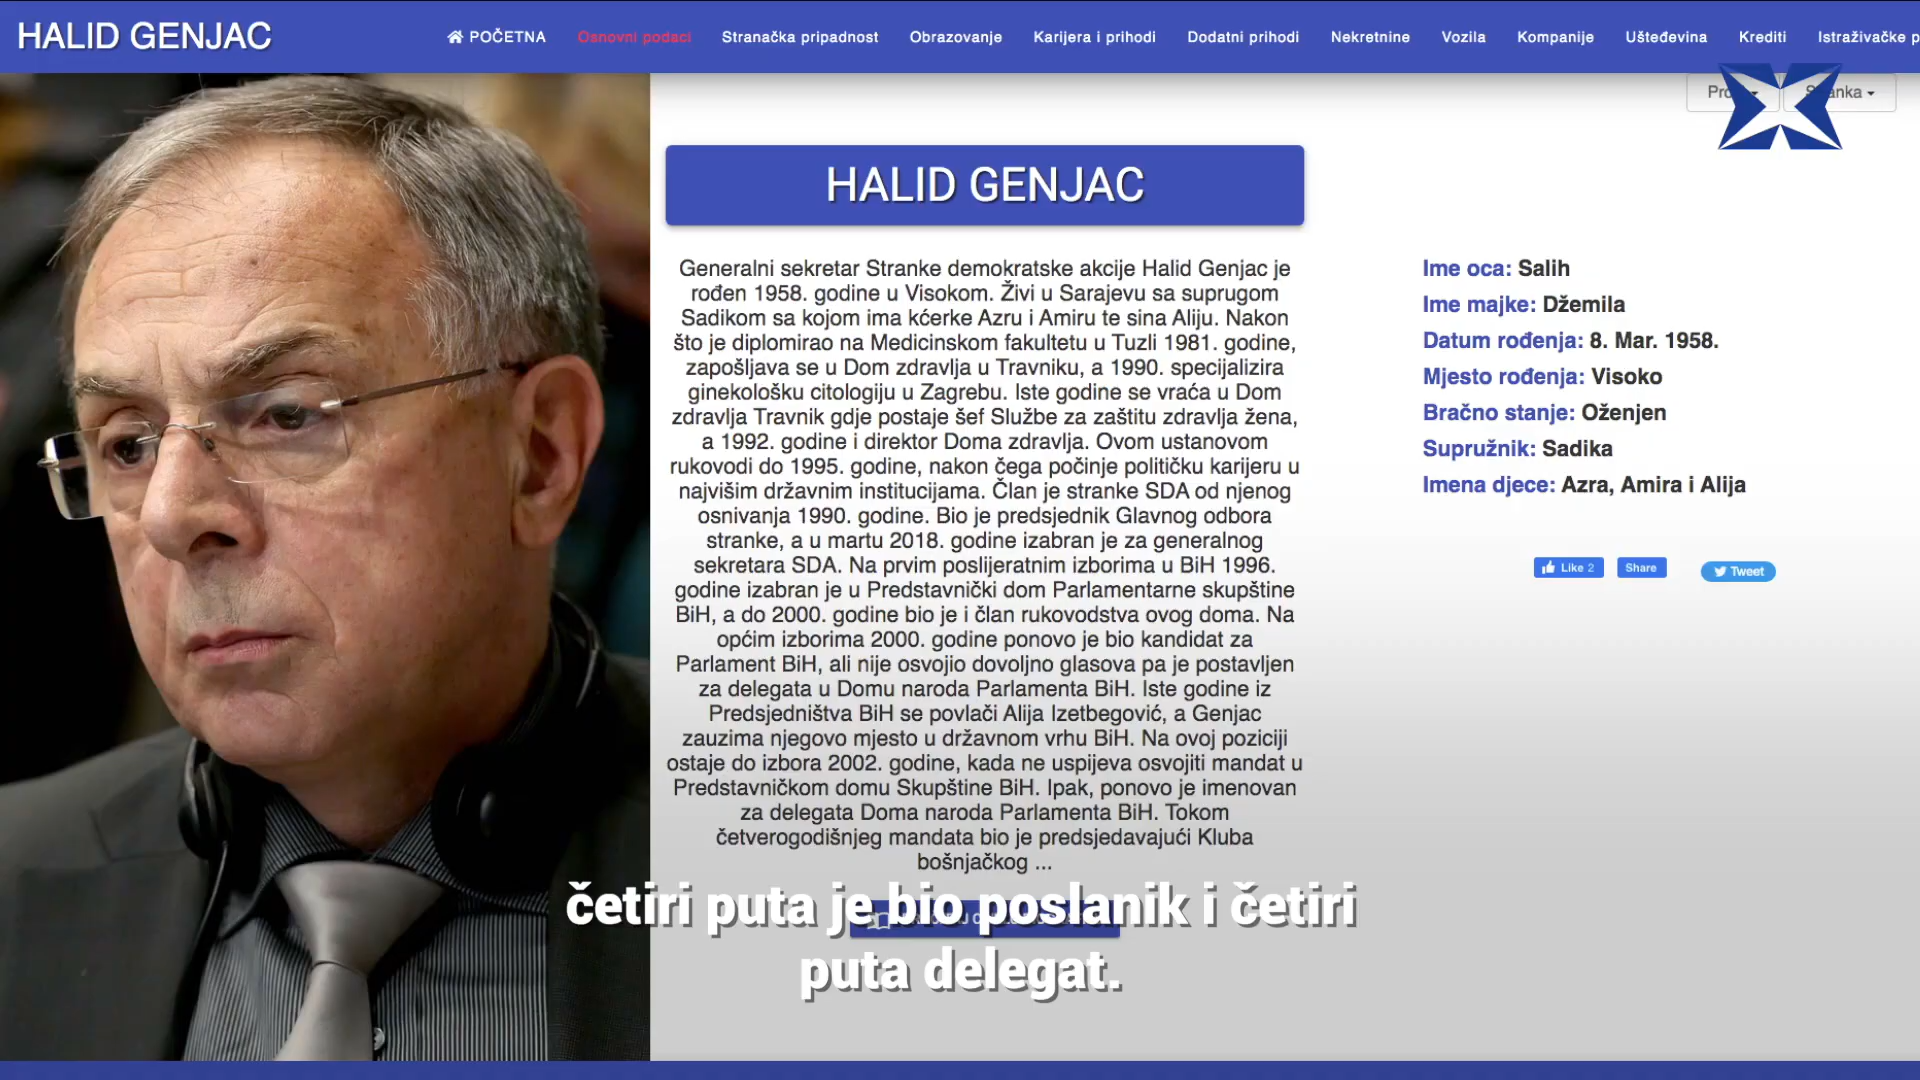 HALID GENJAC
POČETNA
Osnovni podaci
Stranačka pripadnost
Obrazovanje
Karijera i prihodi
Dodatni prihodi
Nekretnine
Vozila
Kompanije
Ušteđevina
Krediti
HALID GENJAC
Generalni sekretar Stranke demokratske akcije Halid Genjac je
rođen 1958. godine u Visokom. Živi u Sarajevu sa suprugom
Sadikom sa kojom ima kćerke Azru i Amiru te sina Aliju. Nakon
što je diplomirao na Medicinskom fakultetu u Tuzli 1981. godine,
zapošljava se u Dom zdravlja u Travniku, a 1990. specijalizira
ginekološku citologiju u Zagrebu. Iste godine se vraća u Dom
zdravlja Travnik gdje postaje šef Službe za zaštitu zdravlja žena,
a 1992. godine i direktor Doma zdravlja. Ovom ustanovom
rukovodi do 1995. godine, nakon čega počinje političku karijeru u
najvišim državnim institucijama. Član je stranke SDA od njenog
osnivanja 1990. godine. Bio je predsjednik Glavnog odbora
stranke, a u martu 2018. godine izabran je za generalnog
sekretara SDA. Na prvim poslijeratnim izborima u BiH 1996.
godine izabran je u Predstavnički dom Parlamentarne skupštine
BiH, a do 2000. godine bio je i član rukovodstva ovog doma. Na
općim izborima 2000. godine ponovo je bio kandidat za
Parlament BiH, ali nije osvojio dovoljno glasova pa je postavljen
za delegata u Domu naroda Parlamenta BiH. Iste godine iz
Predsjedništva BiH se povlači Alija Izetbegović, a Genjac
zauzima njegovo mjesto u državnom vrhu BiH. Na ovoj poziciji
ostaje do izbora 2002. godine, kada ne uspijeva osvojiti mandat u
Predstavničkom domu Skupštine BiH. Ipak, ponovo je imenovan
za delegata Doma naroda Parlamenta BiH. Tokom
četverogodišnjeg mandata bio je predsjedavajući Kluba
bošnjačkog ...
Ime oca: Salih
Ime majke: Džemila
Datum rođenja: 8. Mar. 1958.
Mjesto rođenja: Visoko
Bračno stanje: Oženjen
Supružnik: Sadika
Imena djece: Azra, Amira i Alija
Like 2
Share
Tweet
četiri puta je bio poslanik i četiri
puta delegat.